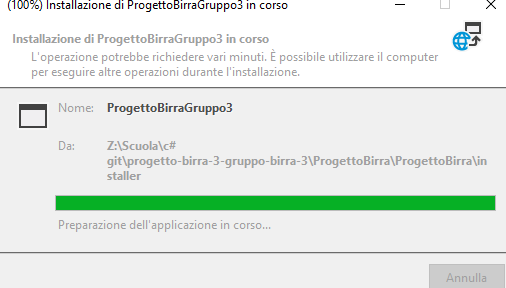 (100%) Installazione di ProgettoBirraGruppo3 in corso
Installazione di ProgettoBirraGruppo3 in corso
L'operazione potrebbe richiedere vari minuti. È possibile utilizzare il computer
per eseguire altre operazioni durante l'installazione.
Nome: ProgettoBirraGruppo3
Da: Z:\Scuola\c#
git\progetto-birra-3-gruppo-birra-3\ProgettoBirra\ProgettoBirra\in
staller
Preparazione dell'applicazione in corso...
Annulla